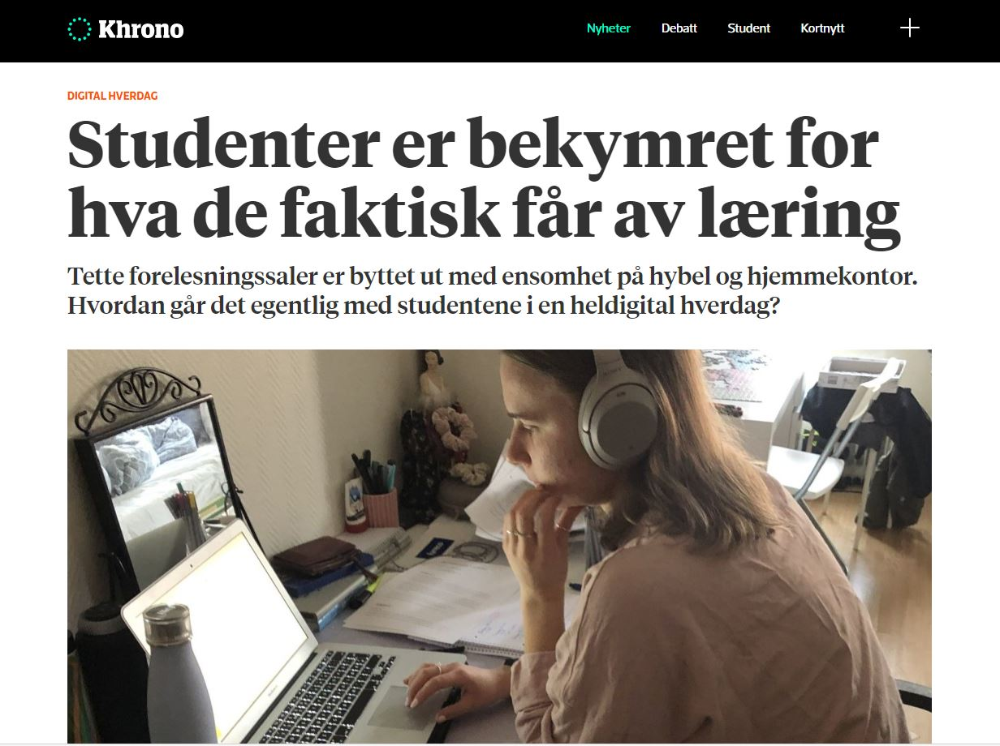 Khrono
Nyheter Debatt Student Kortnytt
DIGITAL HVERDAG
Studenter er bekymret for
hva de faktisk får av læring
Tette forelesningssaler er byttet ut med ensomhet på hybel og hjemmekontor.
Hvordan går det egentlig med studentene i en heldigital hverdag?
SONY